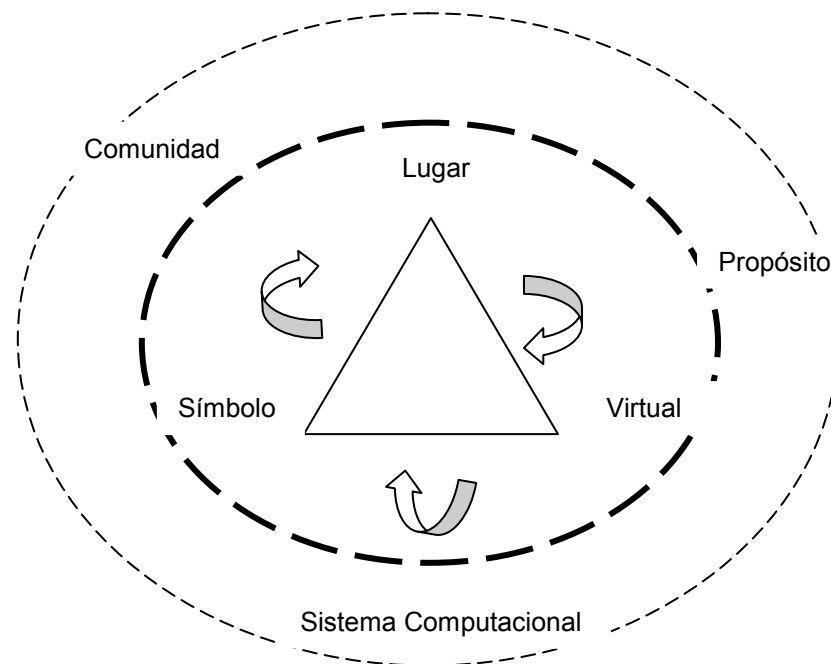 Comunidad
Lugar
Propósito
Símbolo
Virtual
Sistema Computacional